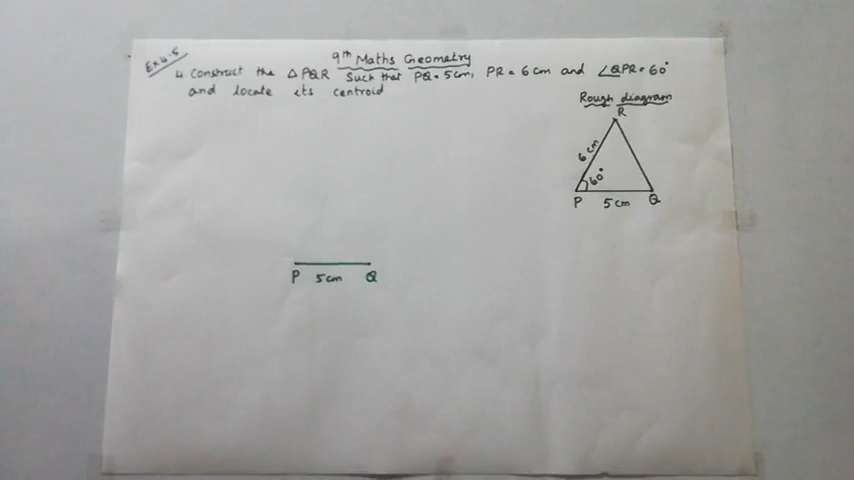 Ex 4.5
9th Maths Geometry
4 Construct the △ PQR Such that PQ = 5cm, PR = 6 cm and ∠QPR = 60°
and locate its centroid
Rough diagram
R
6 cm
60°
P 5 cm Q
P 5cm Q